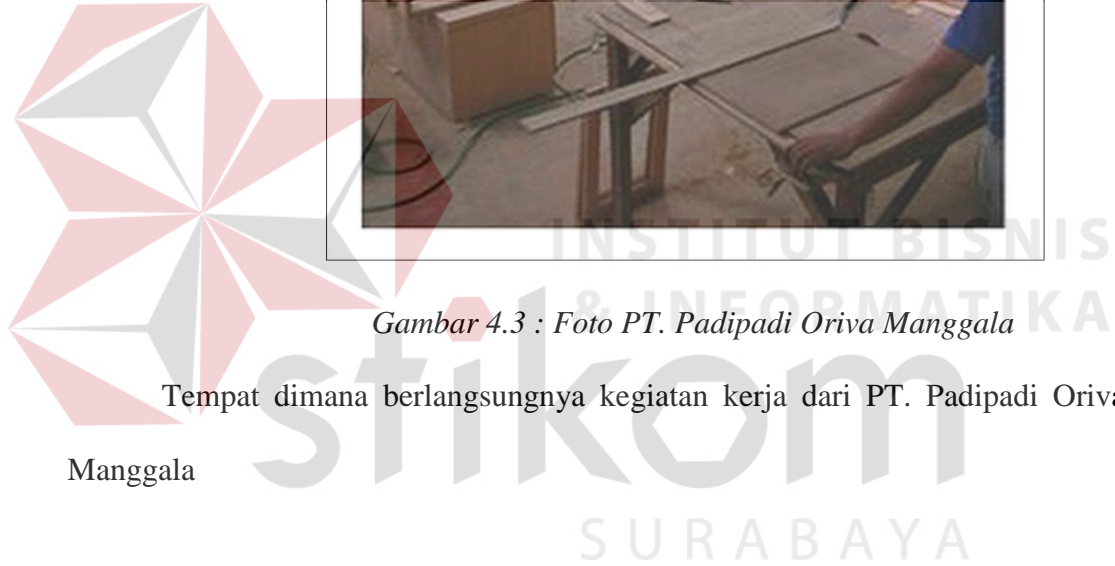 INSTITUT BISNIS
& INFORMATIKA
Gambar 4.3 : Foto PT. Padipadi Oriva Manggala
stikom
Tempat dimana berlangsungnya kegiatan kerja dari PT. Padipadi Oriva
Manggala
SURABAYA